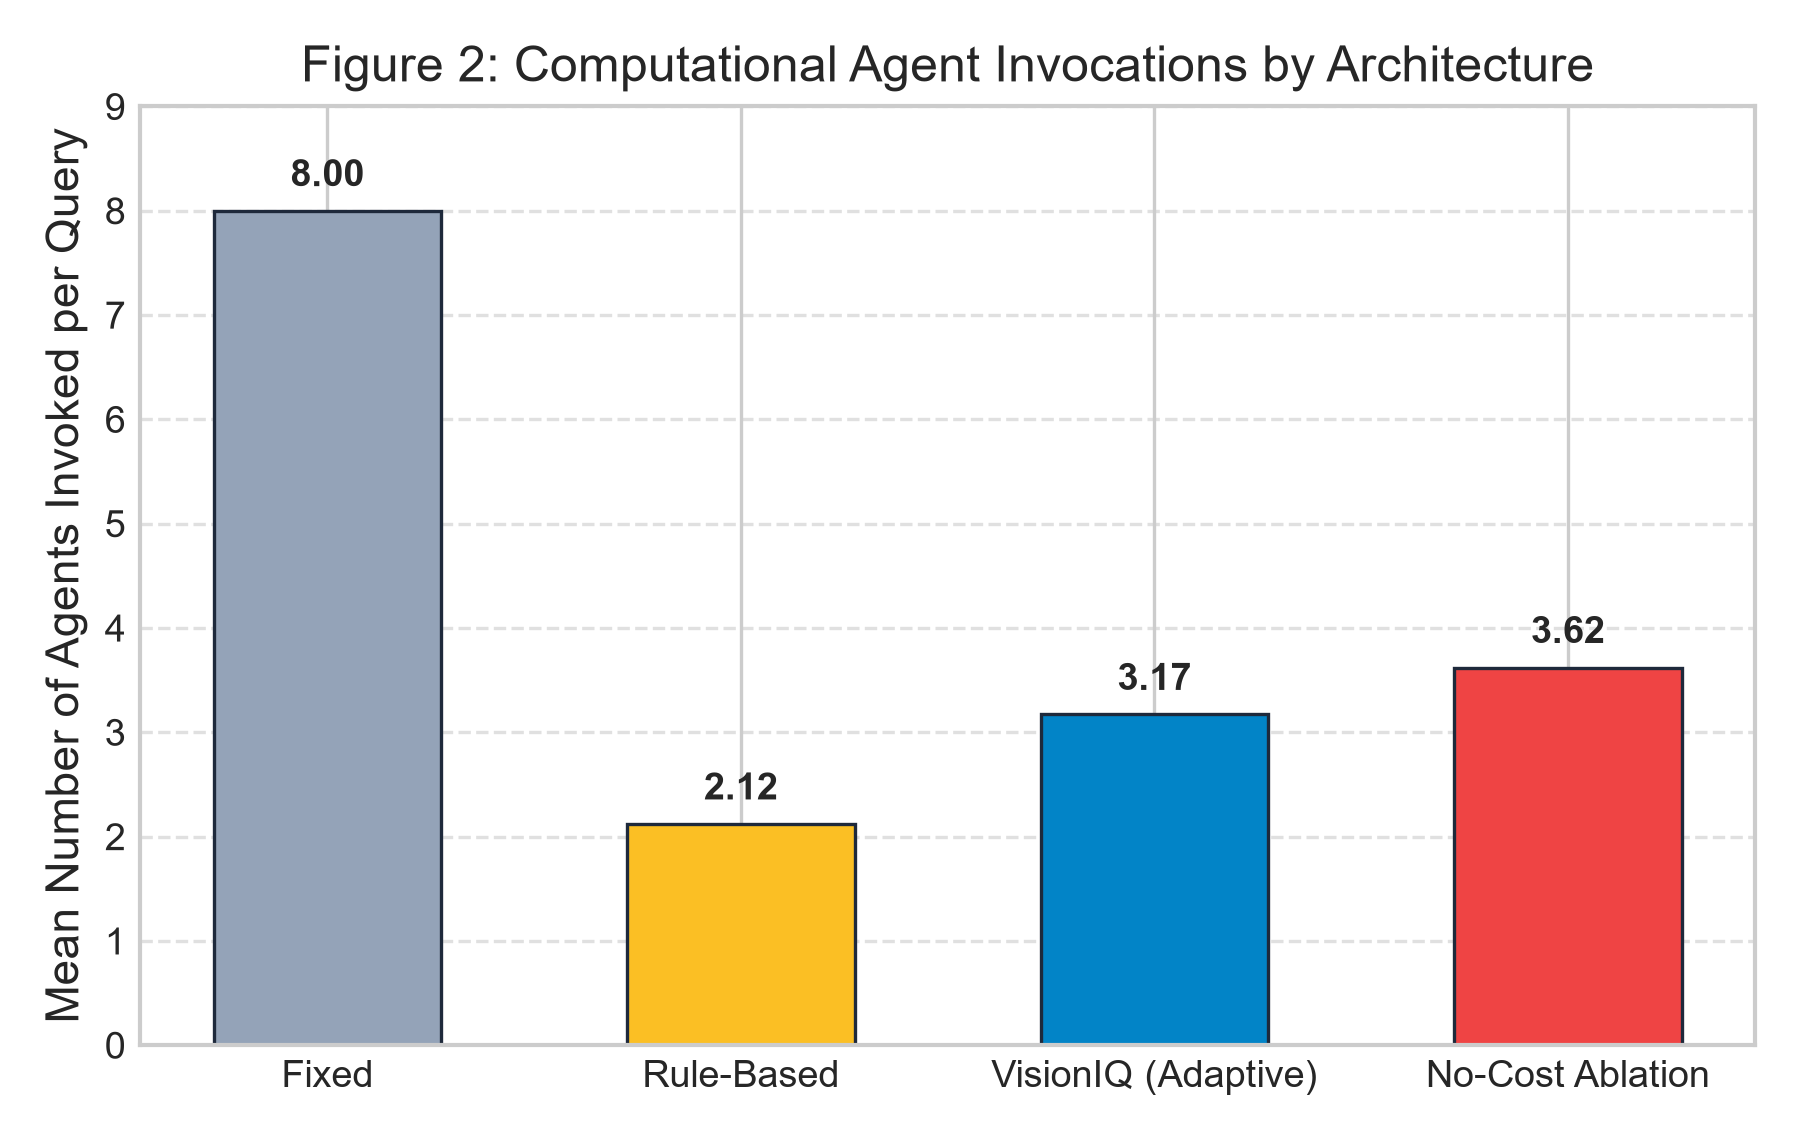 Figure 2: Computational Agent Invocations by Architecture
Mean Number of Agents Invoked per Query
9
8
7
6
5
4
3
2
1
0
8.00
2.12
3.17
3.62
Fixed
Rule-Based
VisionIQ (Adaptive)
No-Cost Ablation